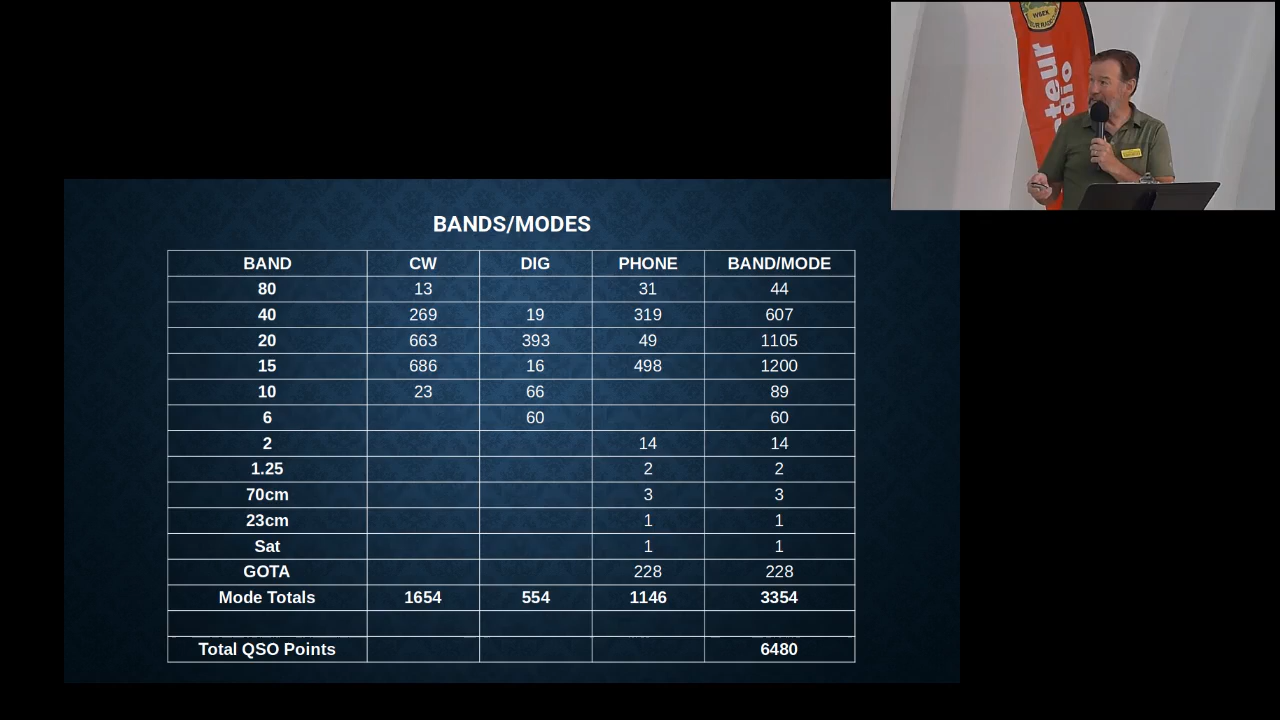 W6EK
teur
dio
BANDS/MODES
BAND CW DIG PHONE BAND/MODE
80 13 31 44
40 269 19 319 607
20 663 393 49 1105
15 686 16 498 1200
10 23 66 89
6 60 60
2 14 14
1.25 2 2
70cm 3 3
23cm 1 1
Sat 1 1
GOTA 228 228
Mode Totals 1654 554 1146 3354
Total QSO Points 6480